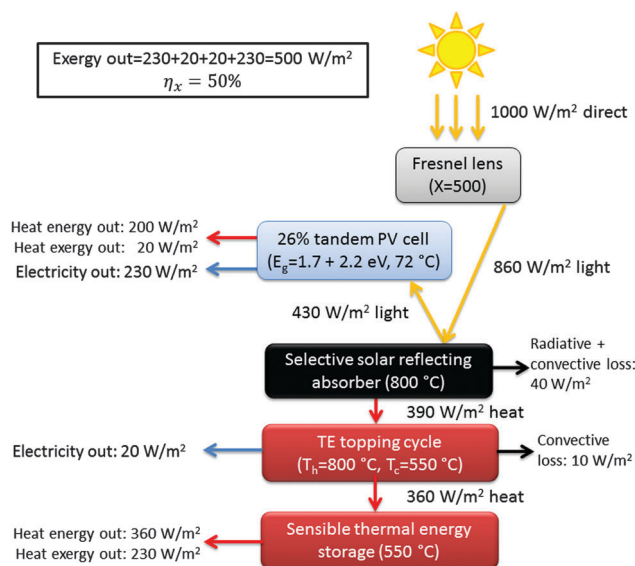 Exergy out=230+20+20+230=500 W/m²
ηₓ = 50%
1000 W/m² direct
Fresnel lens
(X=500)
Heat energy out: 200 W/m²
Heat exergy out: 20 W/m²
Electricity out: 230 W/m²
26% tandem PV cell
(E_g=1.7 + 2.2 eV, 72 °C)
860 W/m² light
430 W/m² light
Selective solar reflecting
absorber (800 °C)
Radiative +
convective loss:
40 W/m²
390 W/m² heat
Electricity out: 20 W/m²
TE topping cycle
(T_h=800 °C, T_c=550 °C)
Convective
loss: 10 W/m²
360 W/m² heat
Heat energy out: 360 W/m²
Heat exergy out: 230 W/m²
Sensible thermal energy
storage (550 °C)